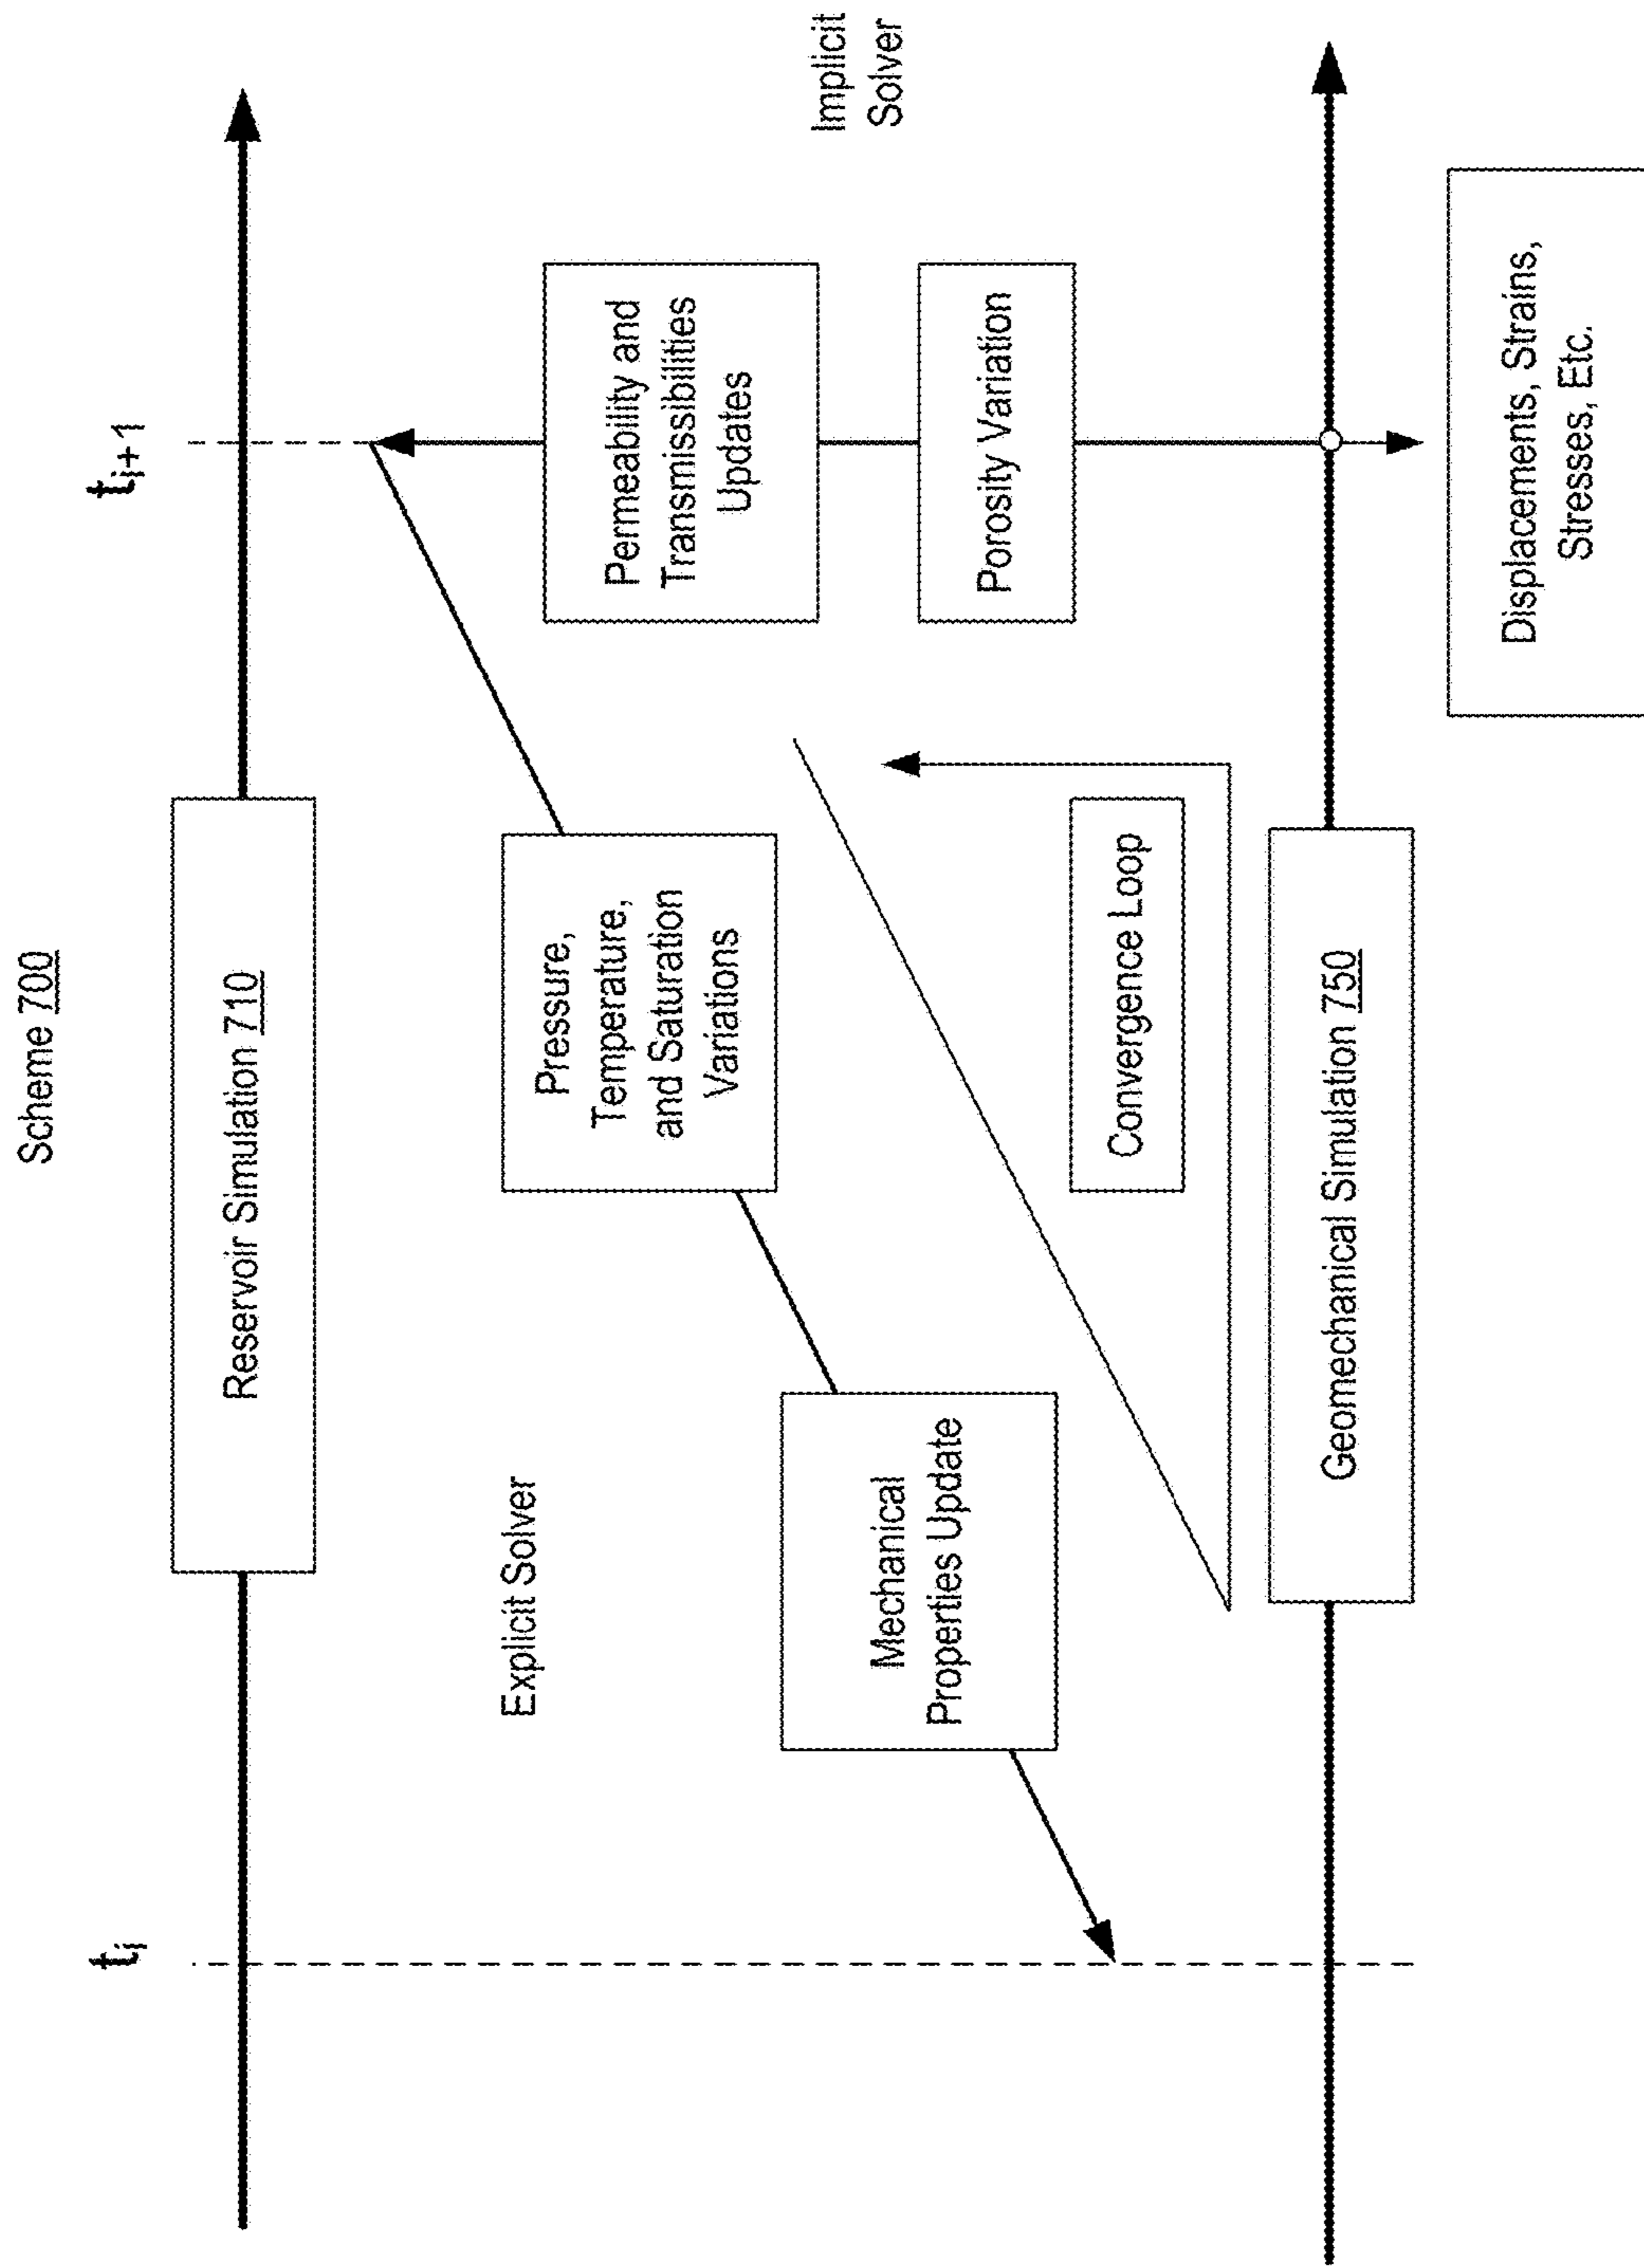 Scheme 700
t_i
t_{i+1}
Reservoir Simulation 710
Explicit Solver
Pressure,
Temperature,
and Saturation
Variations
Permeability and
Transmissibilities
Updates
Implicit
Solver
Mechanical
Properties Update
Porosity Variation
Convergence Loop
Geomechanical Simulation 750
Displacements, Strains,
Stresses, Etc.